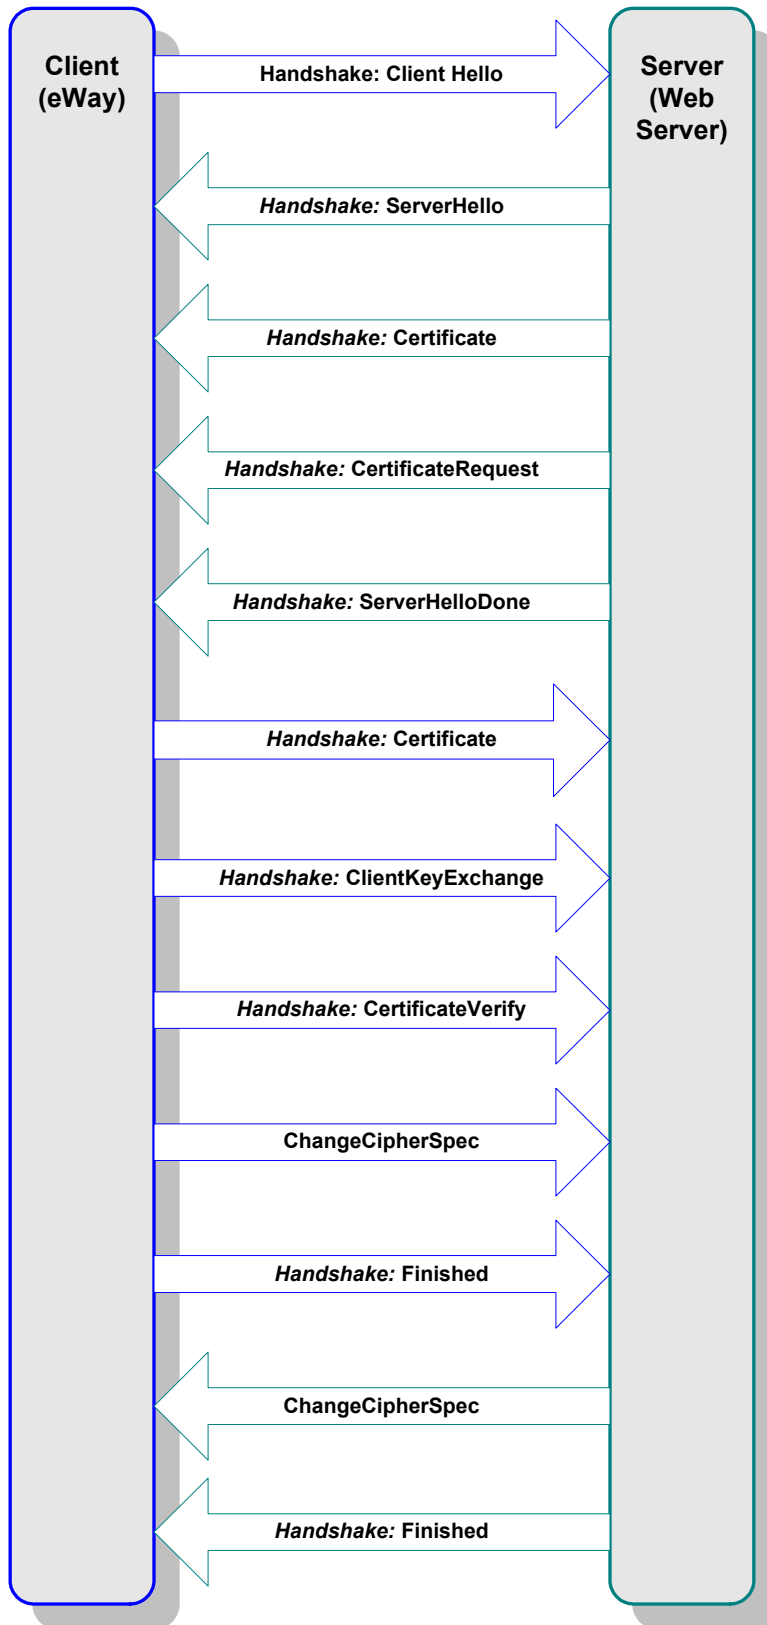 Client
(eWay)
Handshake: Client Hello
Server
(Web
Server)
Handshake: ServerHello
Handshake: Certificate
Handshake: CertificateRequest
Handshake: ServerHelloDone
Handshake: Certificate
Handshake: ClientKeyExchange
Handshake: CertificateVerify
ChangeCipherSpec
Handshake: Finished
ChangeCipherSpec
Handshake: Finished